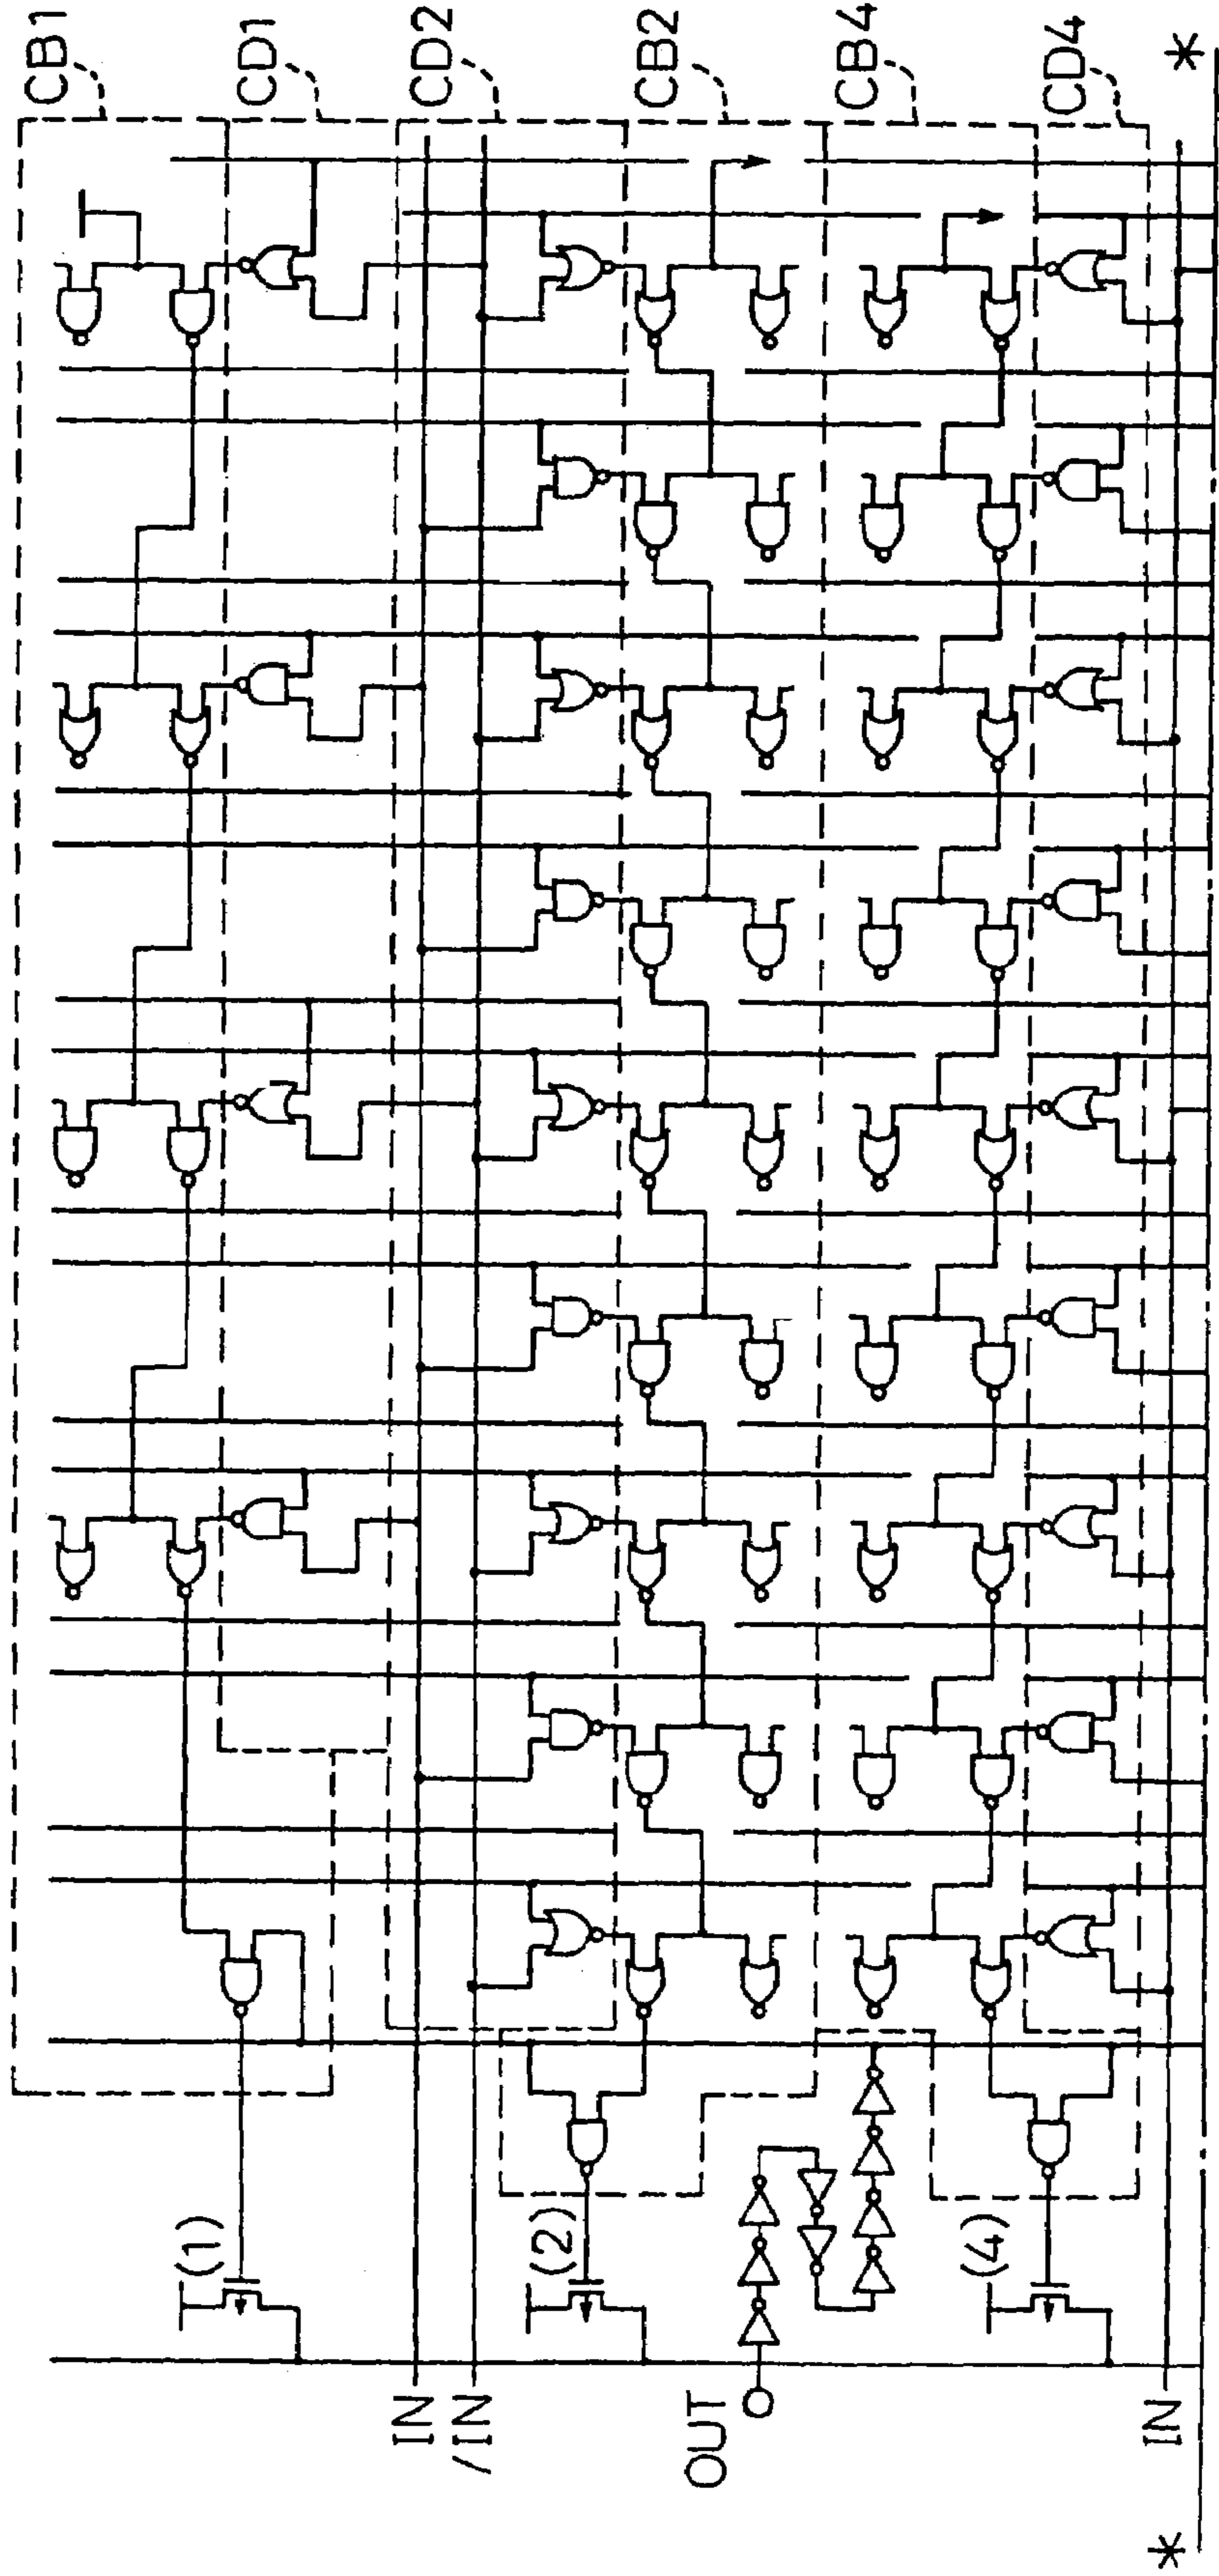 CB1
CD1
CD2
CB2
CB4
CD4
*
(1)
(2)
(4)
IN
/IN
OUT
IN
*